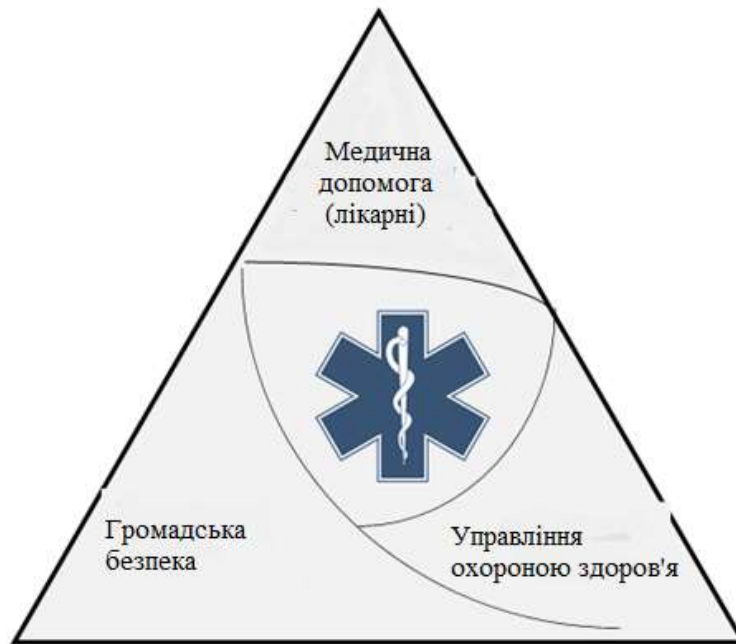 Медична
допомога
(лікарні)
Громадська
безпека
Управління
охороною здоров'я